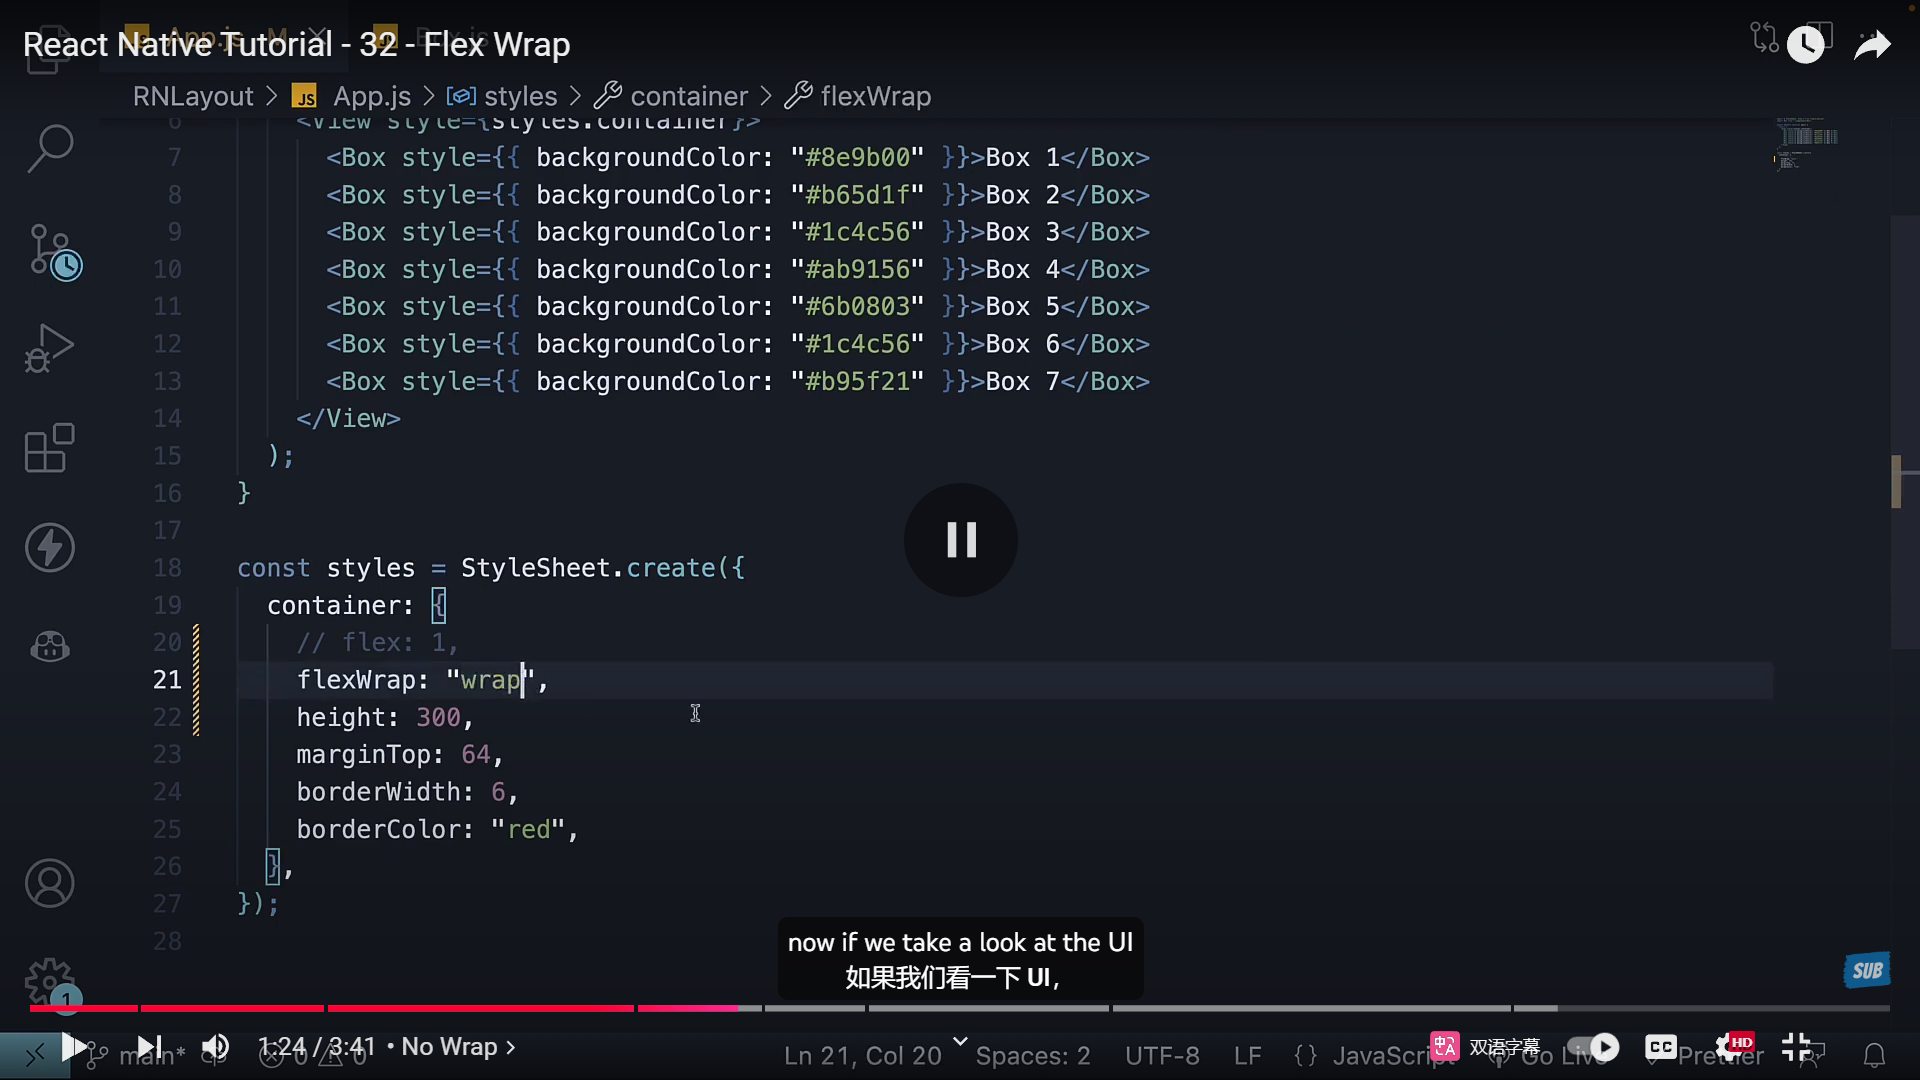 React Native Tutorial - 32 - Flex Wrap
RNLayout > JS App.js > styles > container > flexWrap
6 <View style={styles.container}>
7 <Box style={{ backgroundColor: "#8e9b00" }}>Box 1</Box>
8 <Box style={{ backgroundColor: "#b65d1f" }}>Box 2</Box>
9 <Box style={{ backgroundColor: "#1c4c56" }}>Box 3</Box>
10 <Box style={{ backgroundColor: "#ab9156" }}>Box 4</Box>
11 <Box style={{ backgroundColor: "#6b0803" }}>Box 5</Box>
12 <Box style={{ backgroundColor: "#1c4c56" }}>Box 6</Box>
13 <Box style={{ backgroundColor: "#b95f21" }}>Box 7</Box>
14 </View>
15 );
16 }
17
18 const styles = StyleSheet.create({
19 container: {
20 // flex: 1,
21 flexWrap: "wrap",
22 height: 300,
23 marginTop: 64,
24 borderWidth: 6,
25 borderColor: "red",
26 },
27 });
28
now if we take a look at the UI
如果我们看一下 UI,
SUB
1
1:24 / 3:41 • No Wrap >
main* 0 0 Ln 21, Col 20 Spaces: 2 UTF-8 LF {} JavaScript Go Live Prettier
双语字幕 CC HD